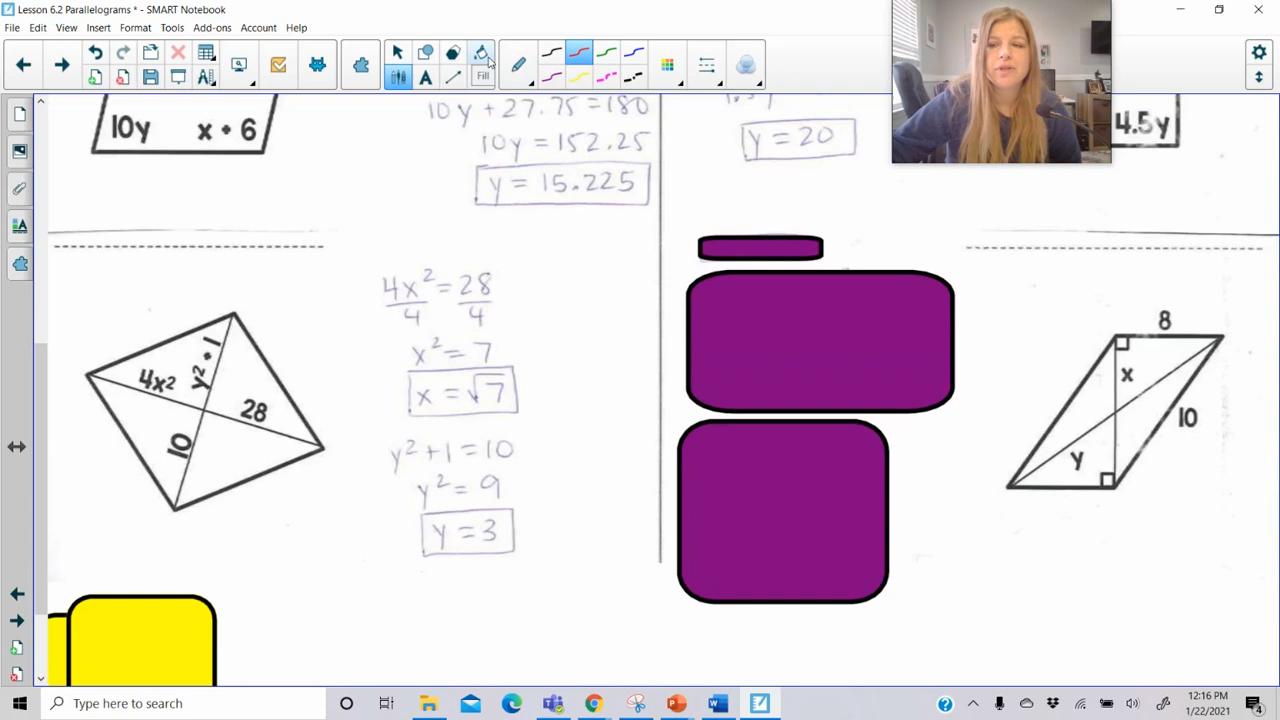 Lesson 6.2 Parallelograms * - SMART Notebook
File Edit View Insert Format Tools Add-ons Account Help
Fill
10y x + 6
10y + 27.75 = 180
10y = 152.25
y = 15.225
y = 20
4.5y
4x² = 28
4 4
x² = 7
x = √7
y² + 1 = 10
y² = 9
y = 3
4x²
y² + 1
28
10
8
x
10
y
Type here to search
12:16 PM
1/22/2021
4